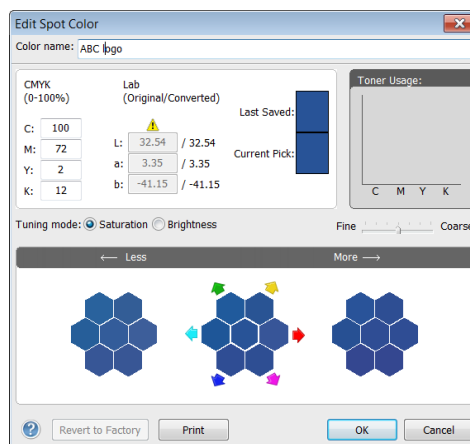 Edit Spot Color
Color name: ABC logo
CMYK
(0-100%)
Lab
(Original/Converted)
C: 100
M: 72
Y: 2
K: 12
L: 32.54 / 32.54
a: 3.35 / 3.35
b: -41.15 / -41.15
Last Saved:
Current Pick:
Toner Usage:
C M Y K
Tuning mode: Saturation Brightness
Fine Coarse
← Less
More →
? Revert to Factory Print OK Cancel